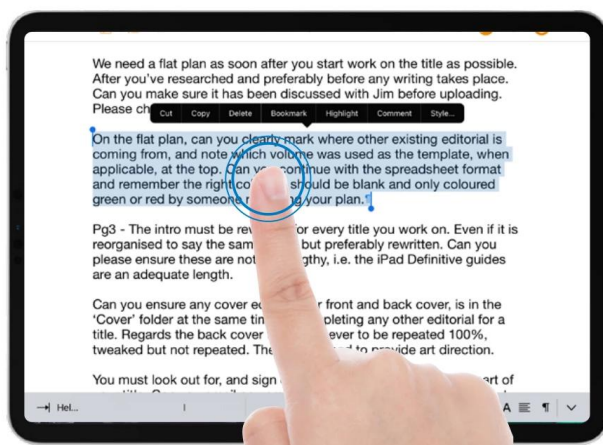 We need a flat plan as soon after you start work on the title as possible.
After you've researched and preferably before any writing takes place.
Can you make sure it has been discussed with Jim before uploading.
Please ch
Cut Copy Delete Bookmark Highlight Comment Style...
On the flat plan, can you clearly mark where other existing editorial is
coming from, and note which volume was used as the template, when
applicable, at the top. Can you continue with the spreadsheet format
and remember the right should be blank and only coloured
green or red by someone your plan.¶
Pg3 - The intro must be for every title you work on. Even if it is
reorganised to say the sam but preferably rewritten. Can you
please ensure these are not gthy, i.e. the iPad Definitive guides
are an adequate length.
Can you ensure any cover front and back cover, is in the
'Cover' folder at the same tim pleting any other editorial for a
title. Regards the back cover ever to be repeated 100%,
tweaked but not repeated. The to provide art direction.
You must look out for, and sign art of
Hel...
A ¶